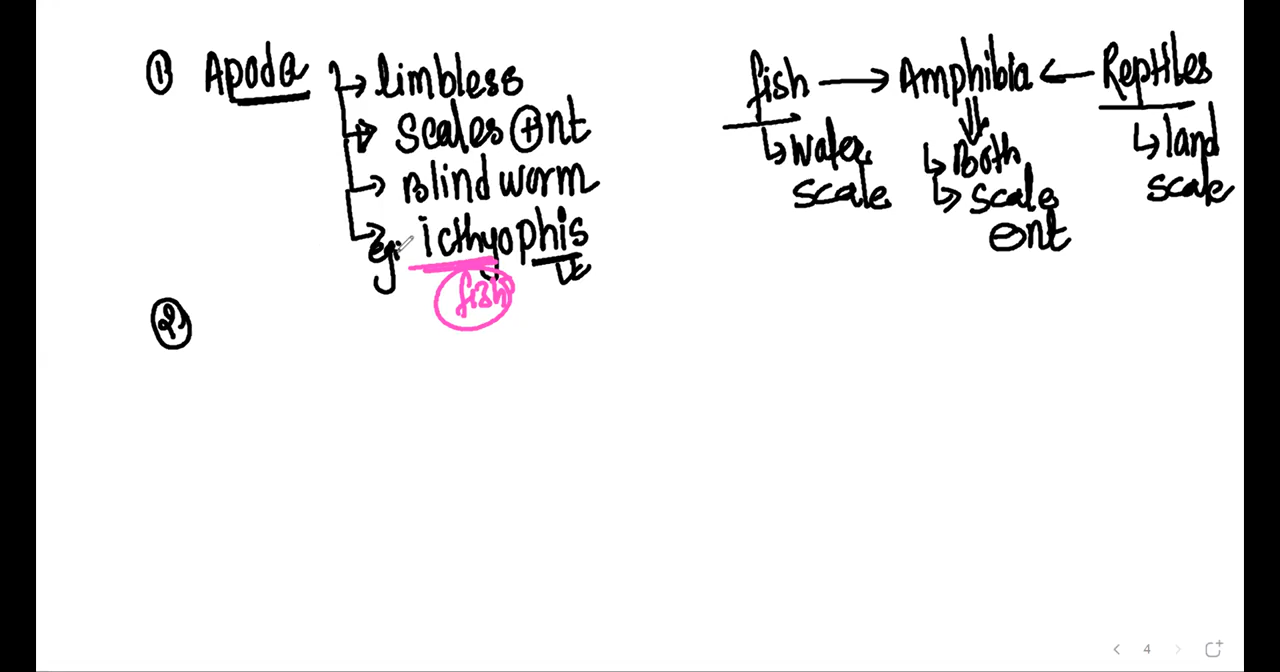 ① Apoda → limbless
→ Scales ⊕nt
→ Blind worm
→ eg: icthyophis
fish
②
fish → Amphibia ← Reptiles
↳ water
scale
↳ Both
↳ scale
⊖nt
↳ land
scale
4